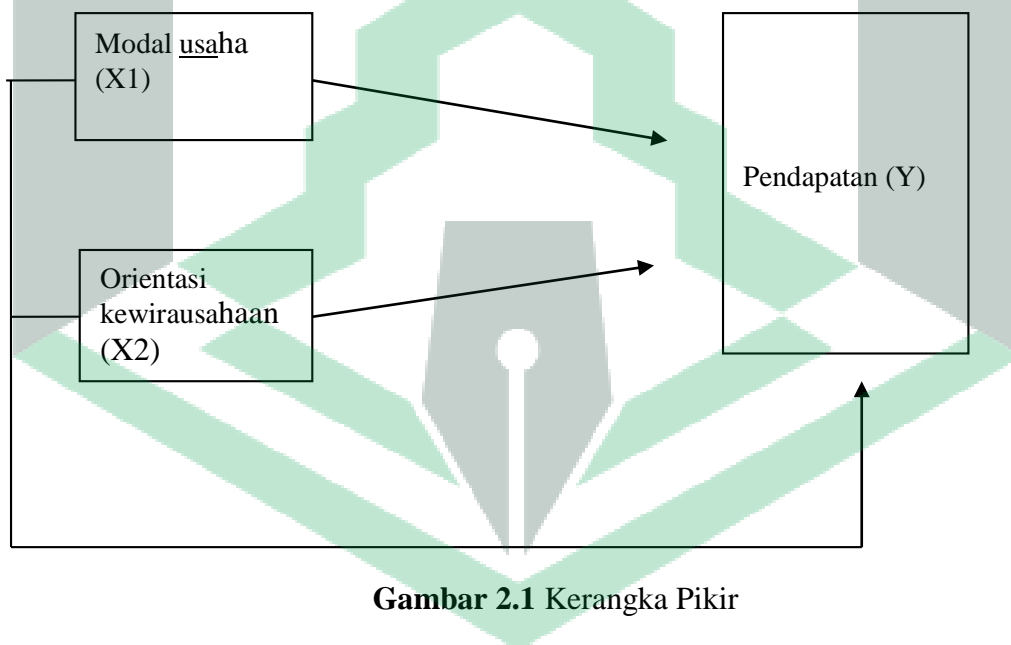 Modal usaha
(X1)
Pendapatan (Y)
Orientasi
kewirausahaan
(X2)
Gambar 2.1 Kerangka Pikir